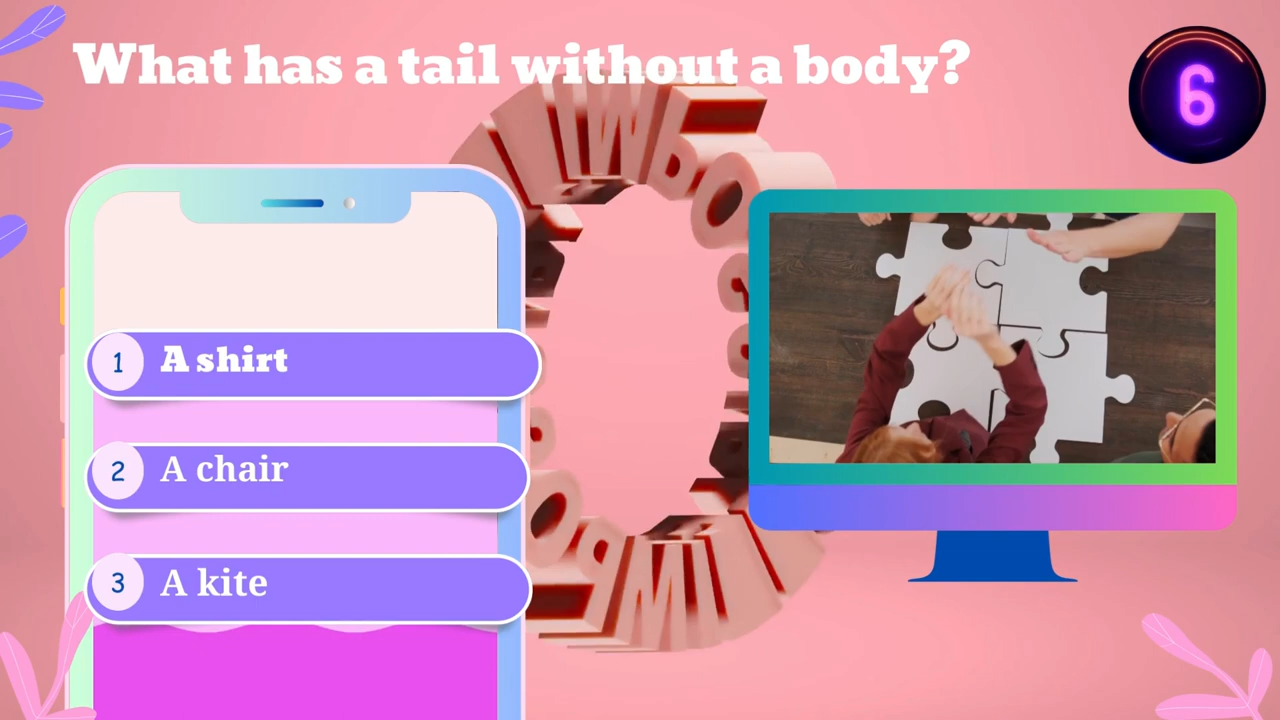 What has a tail without a body?
6
1 A shirt
2 A chair
3 A kite